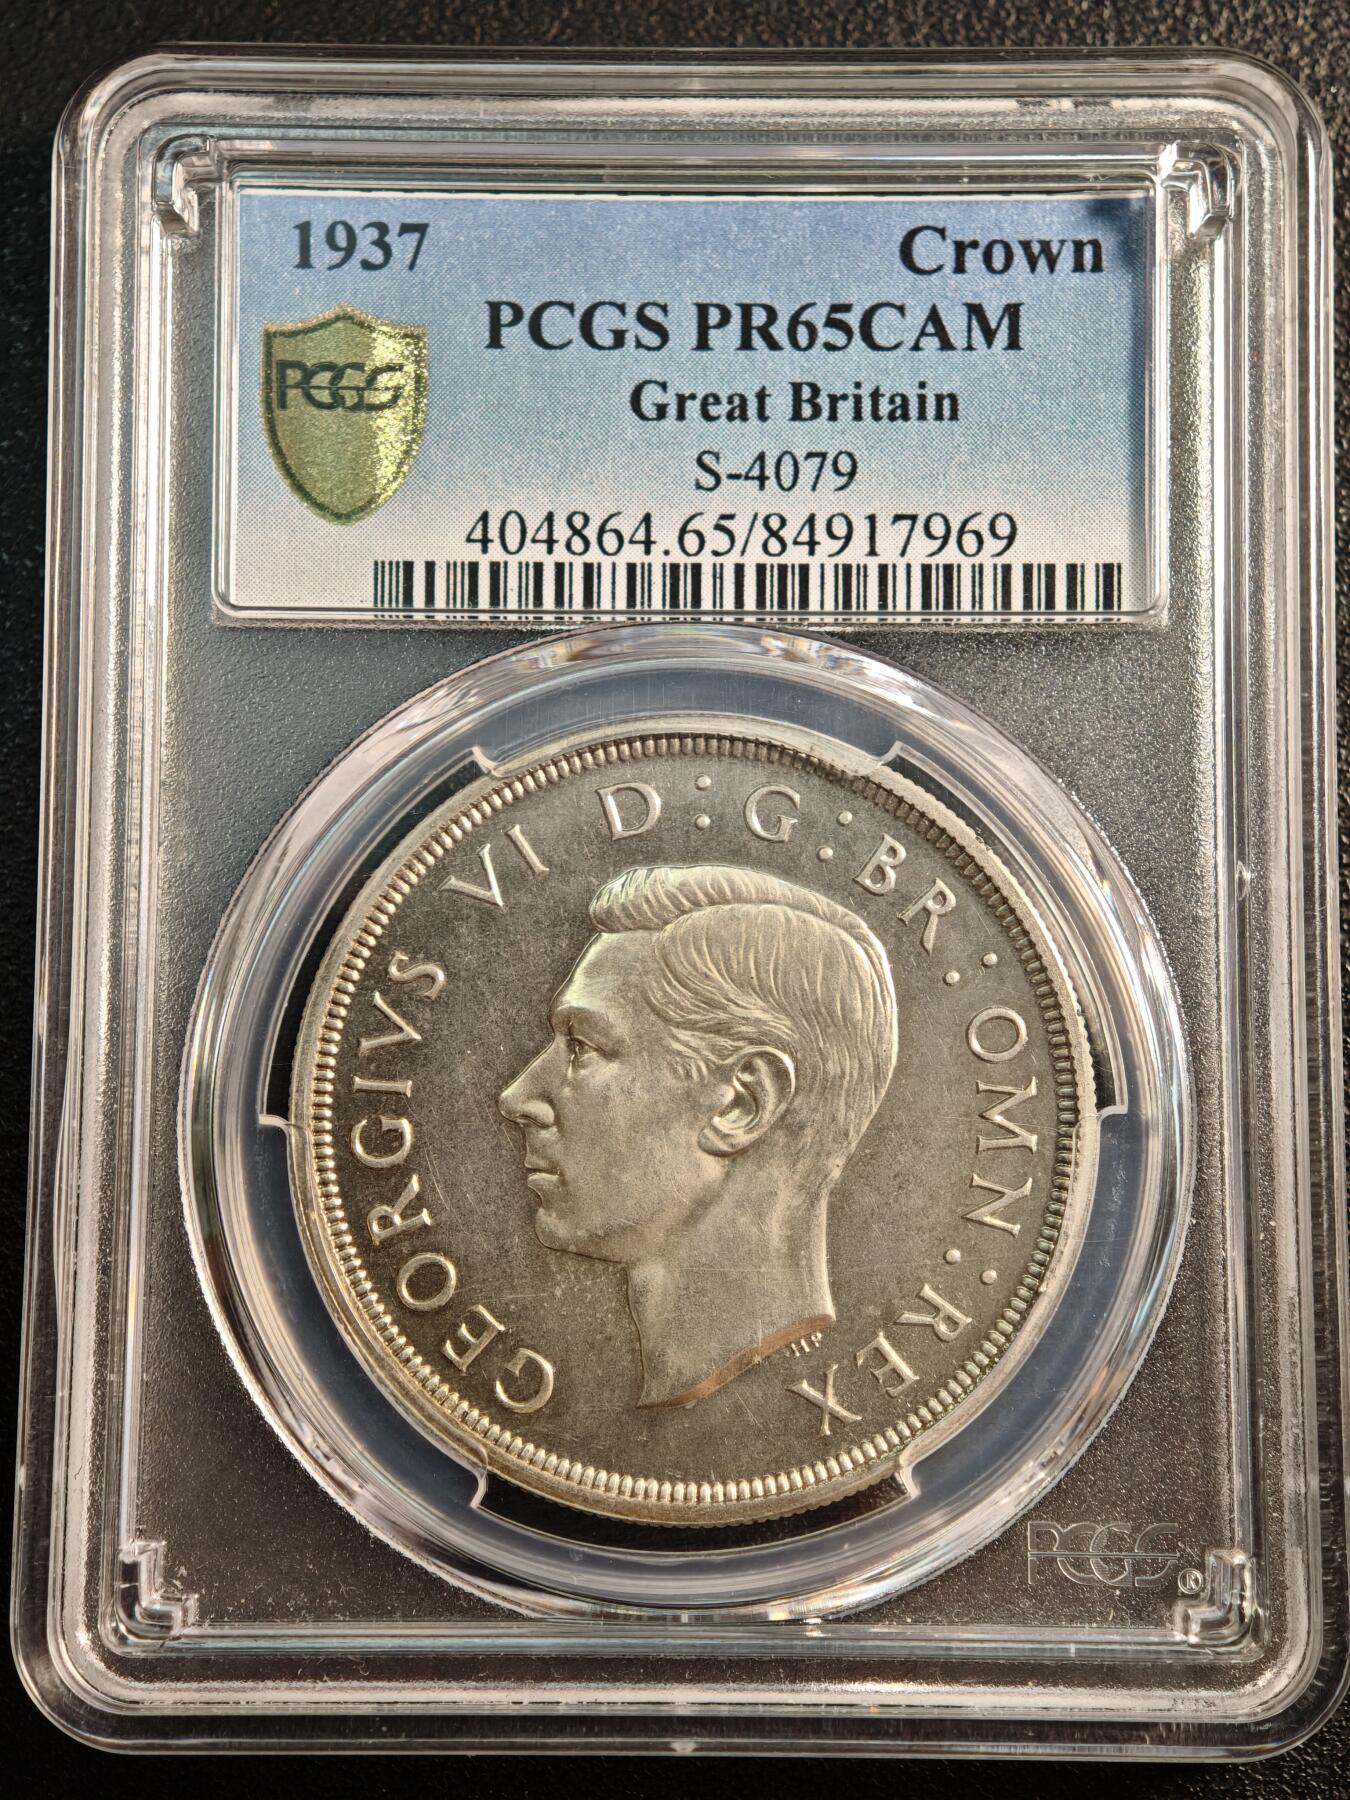 1937 Crown
PCGS PR65CAM
PCGS
Great Britain
S-4079
404864.65/84917969
GEORGIVS VI D:G:BR:OMN:REX
HP
PCGS®